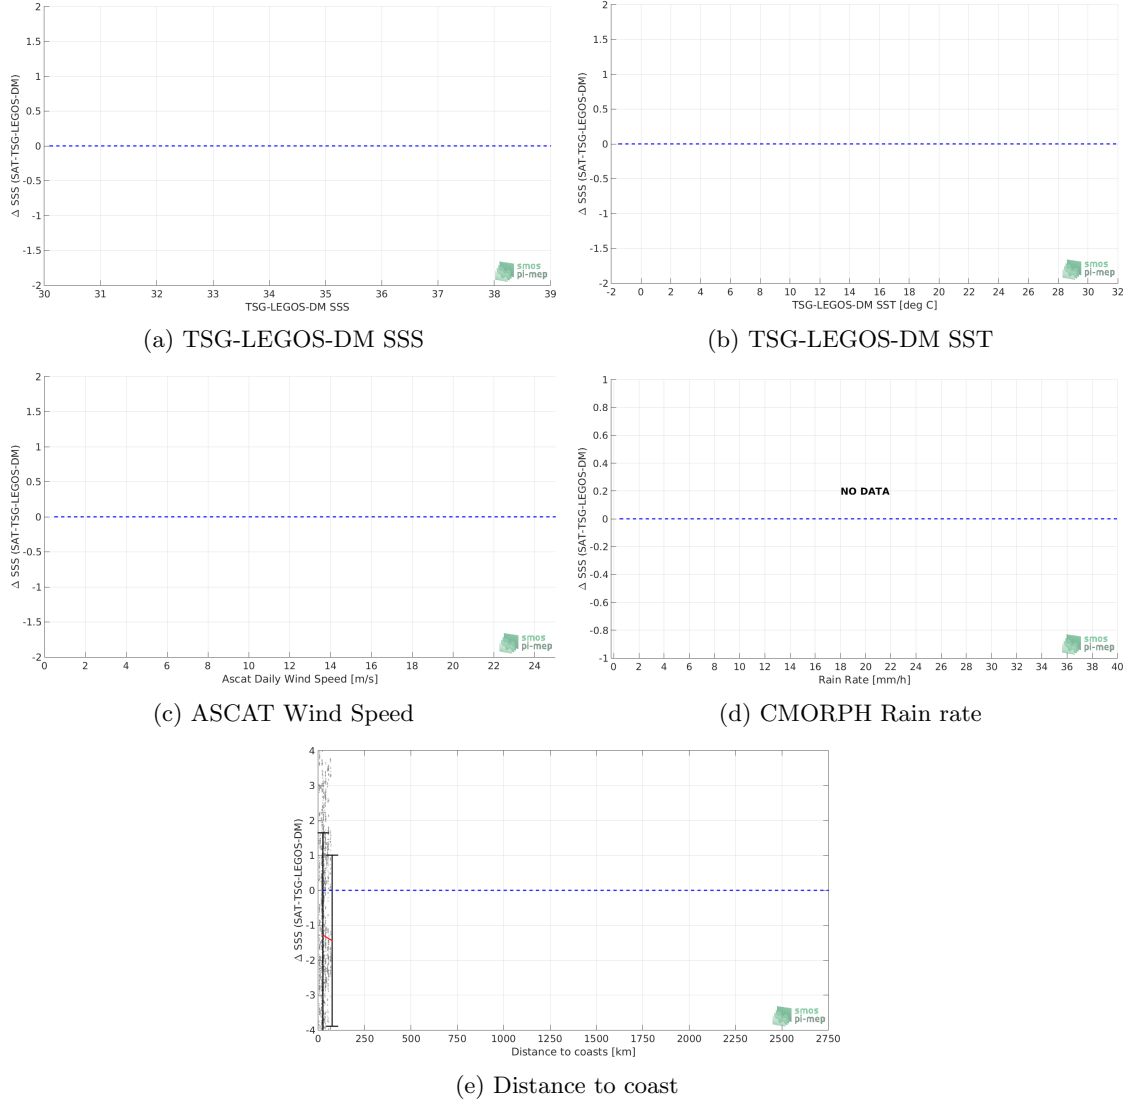 2
1.5
1
0.5
0
-0.5
-1
-1.5
-2
Δ SSS (SAT-TSG-LEGOS-DM)
30 31 32 33 34 35 36 37 38 39
TSG-LEGOS-DM SSS
smos
pi-mep
(a) TSG-LEGOS-DM SSS
2
1.5
1
0.5
0
-0.5
-1
-1.5
-2
Δ SSS (SAT-TSG-LEGOS-DM)
-2 0 2 4 6 8 10 12 14 16 18 20 22 24 26 28 30 32
TSG-LEGOS-DM SST [deg C]
smos
pi-mep
(b) TSG-LEGOS-DM SST
2
1.5
1
0.5
0
-0.5
-1
-1.5
-2
Δ SSS (SAT-TSG-LEGOS-DM)
0 2 4 6 8 10 12 14 16 18 20 22 24
Ascat Daily Wind Speed [m/s]
smos
pi-mep
(c) ASCAT Wind Speed
1
0.8
0.6
0.4
0.2
0
-0.2
-0.4
-0.6
-0.8
-1
Δ SSS (SAT-TSG-LEGOS-DM)
NO DATA
0 2 4 6 8 10 12 14 16 18 20 22 24 26 28 30 32 34 36 38 40
Rain Rate [mm/h]
smos
pi-mep
(d) CMORPH Rain rate
4
3
2
1
0
-1
-2
-3
-4
Δ SSS (SAT-TSG-LEGOS-DM)
0 250 500 750 1000 1250 1500 1750 2000 2250 2500 2750
Distance to coasts [km]
smos
pi-mep
(e) Distance to coast